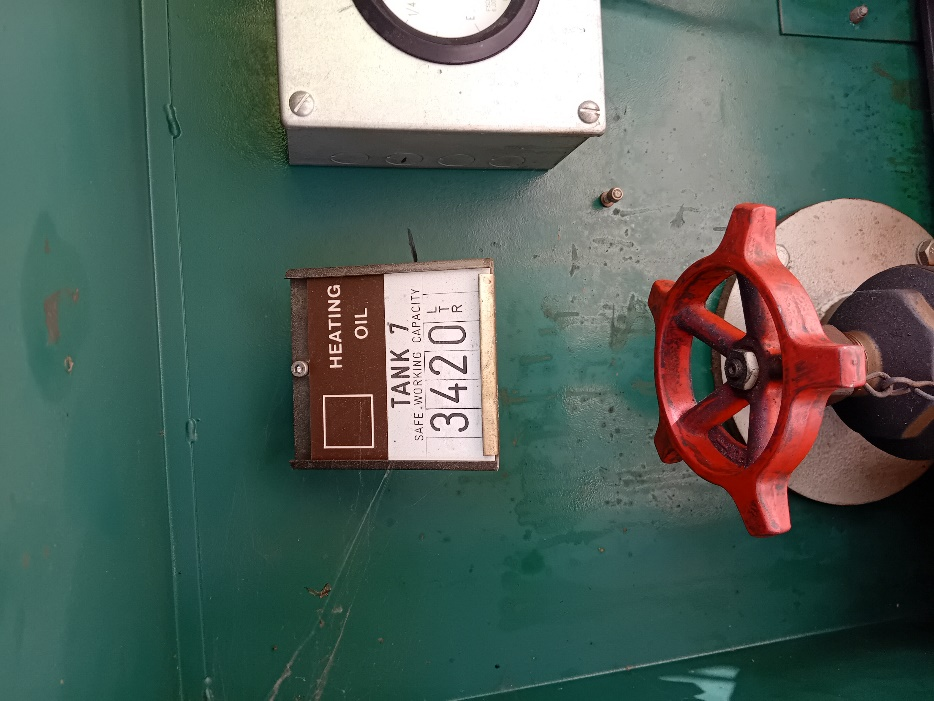 HEATING
OIL
TANK 7
SAFE WORKING CAPACITY
3420 LTR